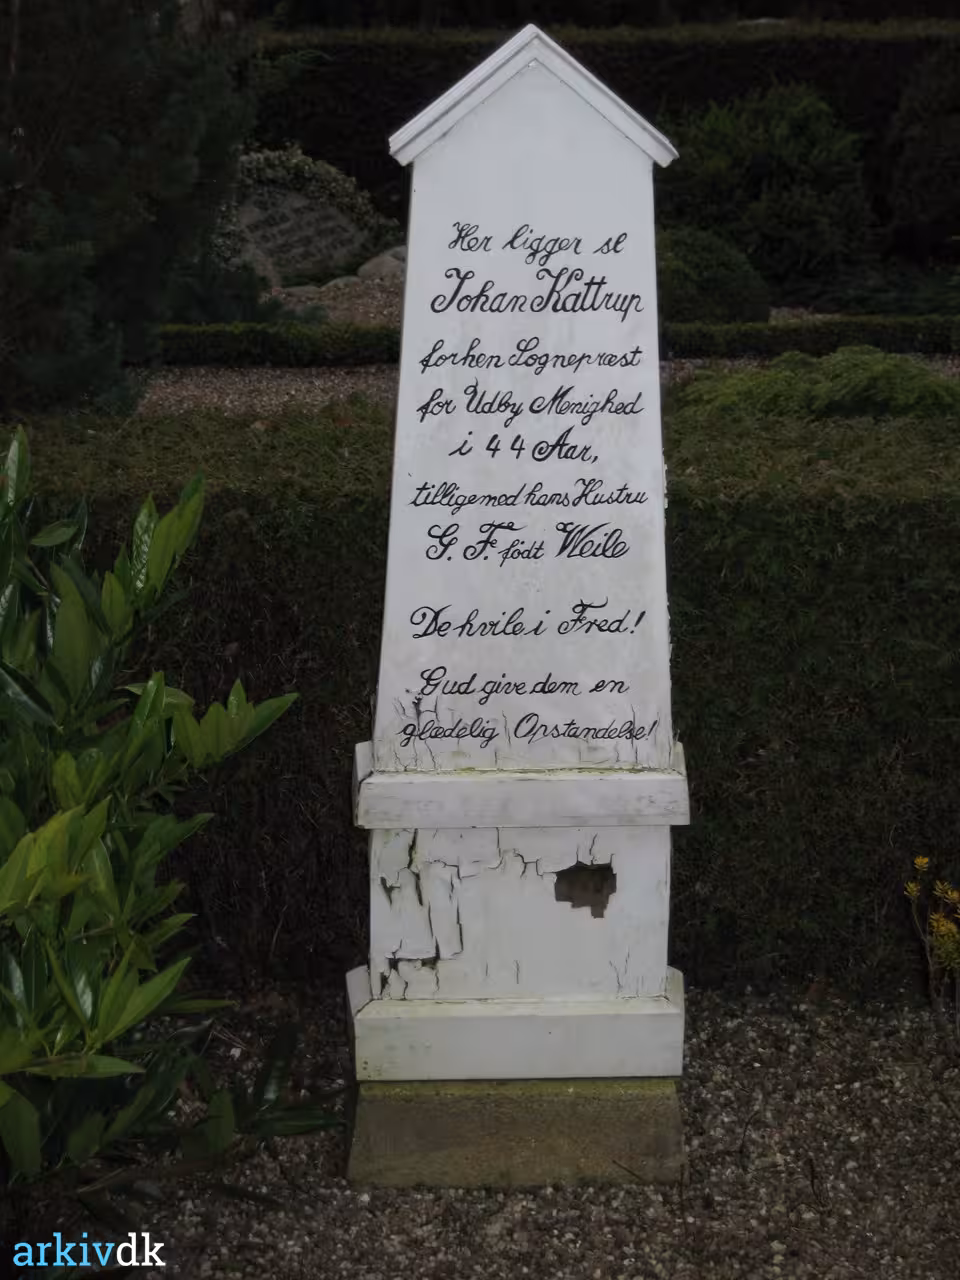 Her ligger sl
Johan Kattrup
forhen Sognepræst
for Udby Menighed
i 44 Aar,
tilligemed hans Hustru
G. F. født Weile
De hvile i Fred!
Gud give dem en
glædelig Opstandelse!
arkivdk